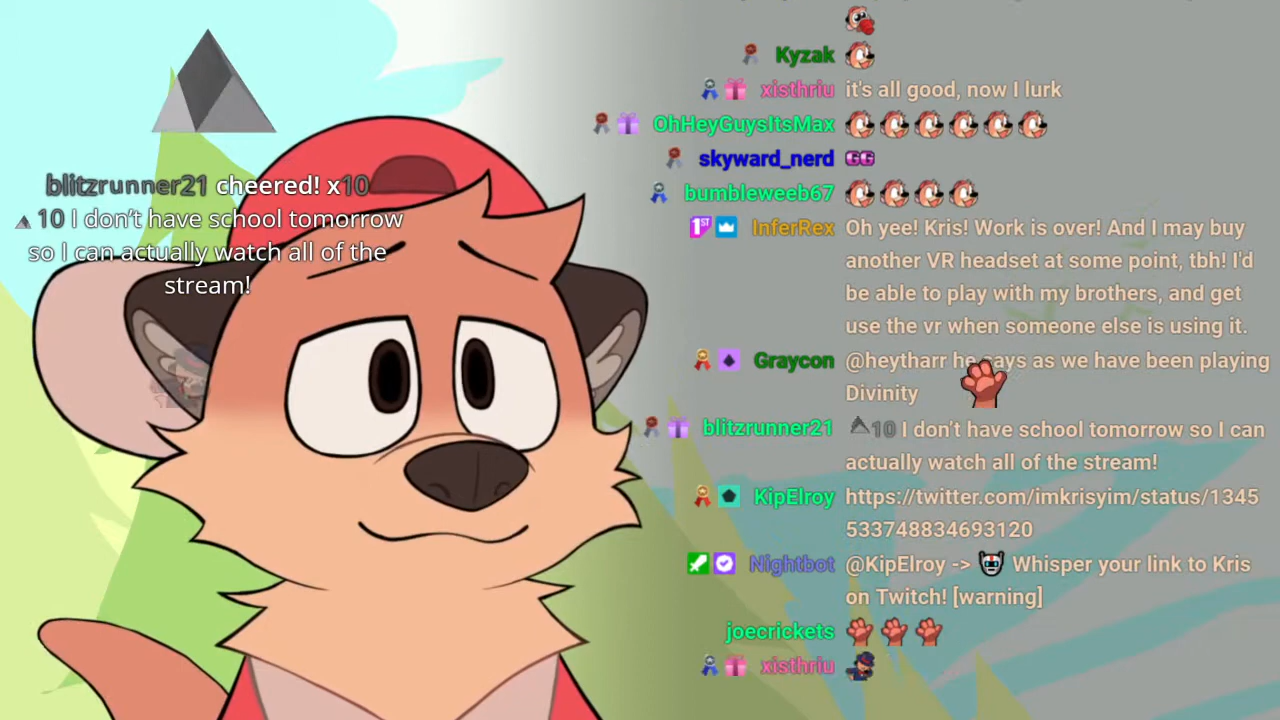 blitzrunner21 cheered! x10
10 I don't have school tomorrow
so I can actually watch all of the
stream!
Kyzak
xisthriu it's all good, now I lurk
OhHeyGuysItsMax
skyward_nerd GG
bumbleweeb67
1ST InferRex Oh yee! Kris! Work is over! And I may buy
another VR headset at some point, tbh! I'd
be able to play with my brothers, and get
use the vr when someone else is using it.
Graycon @heytharr he says as we have been playing
Divinity
blitzrunner21 10 I don't have school tomorrow so I can
actually watch all of the stream!
KipElroy https://twitter.com/imkrisyim/status/1345
533748834693120
Nightbot @KipElroy -> Whisper your link to Kris
on Twitch! [warning]
joecrickets
xisthriu